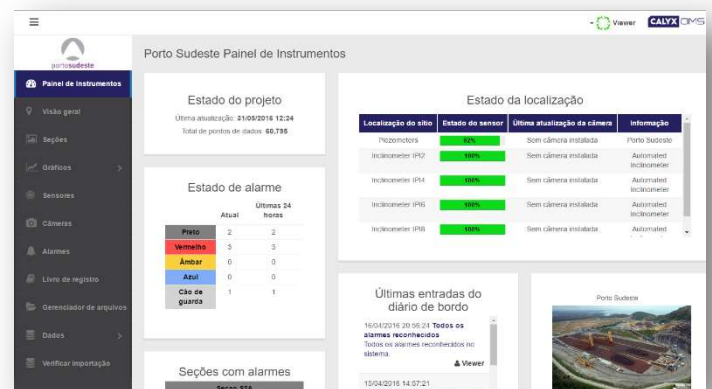 Viewer CALYX OMS
portosudeste
Porto Sudeste Painel de Instrumentos
Painel de Instrumentos
Visão geral
Seções
Gráficos
Sensores
Câmeras
Alarmes
Livro de registro
Gerenciador de arquivos
Dados
Verificar importação
Estado do projeto
Última atualização: 31/05/2016 12:24
Total de pontos de dados: 60,795
Estado de alarme
Atual Últimas 24 horas
Preto 2 2
Vermelho 3 3
Âmbar 0 0
Azul 0 0
Cão de guarda 1 1
Seções com alarmes
Estado da localização
Localização do sítio Estado do sensor Última atualização da câmera Informação
Piezometers 92% Sem câmera instalada Porto Sudeste
Inclinometer IPI2 100% Sem câmera instalada Automated Inclinometer
Inclinometer IPI4 100% Sem câmera instalada Automated Inclinometer
Inclinometer IPI6 100% Sem câmera instalada Automated Inclinometer
Inclinometer IPI8 100% Sem câmera instalada Automated
Últimas entradas do
diário de bordo
16/04/2016 20:56:24 Todos os
alarmes reconhecidos
Todos os alarmes reconhecidos no
sistema.
Viewer
15/04/2016 14:07:21
Porto Sudeste